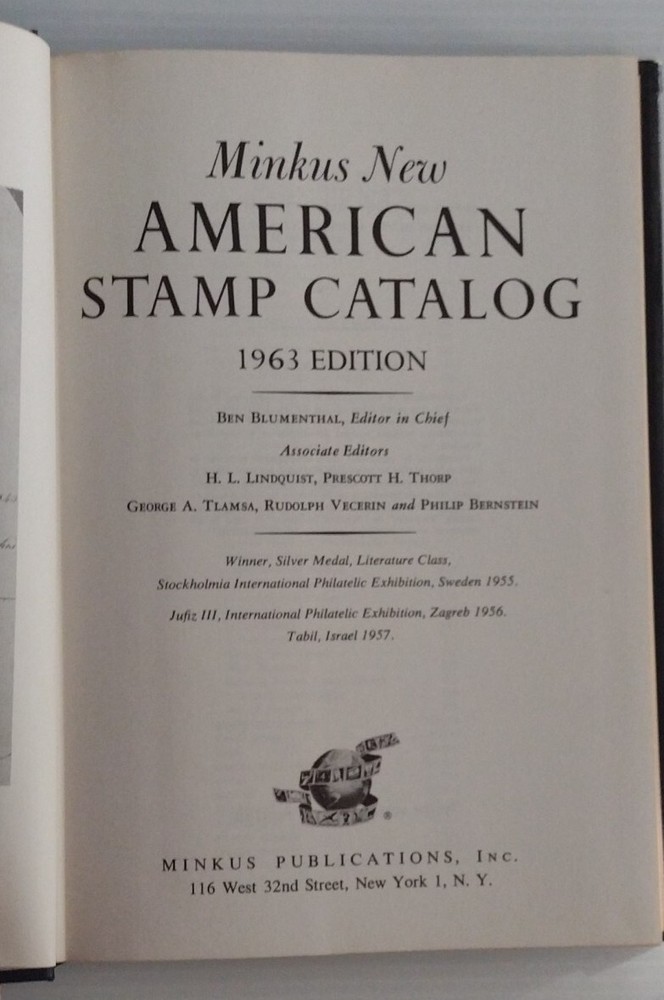 Minkus New
AMERICAN
STAMP CATALOG
1963 EDITION
BEN BLUMENTHAL, Editor in Chief
Associate Editors
H. L. LINDQUIST, PRESCOTT H. THORP
GEORGE A. TLAMSA, RUDOLPH VECERIN and PHILIP BERNSTEIN
Winner, Silver Medal, Literature Class,
Stockholmia International Philatelic Exhibition, Sweden 1955.
Jufiz III, International Philatelic Exhibition, Zagreb 1956.
Tabil, Israel 1957.
®
MINKUS PUBLICATIONS, INC.
116 West 32nd Street, New York 1, N. Y.